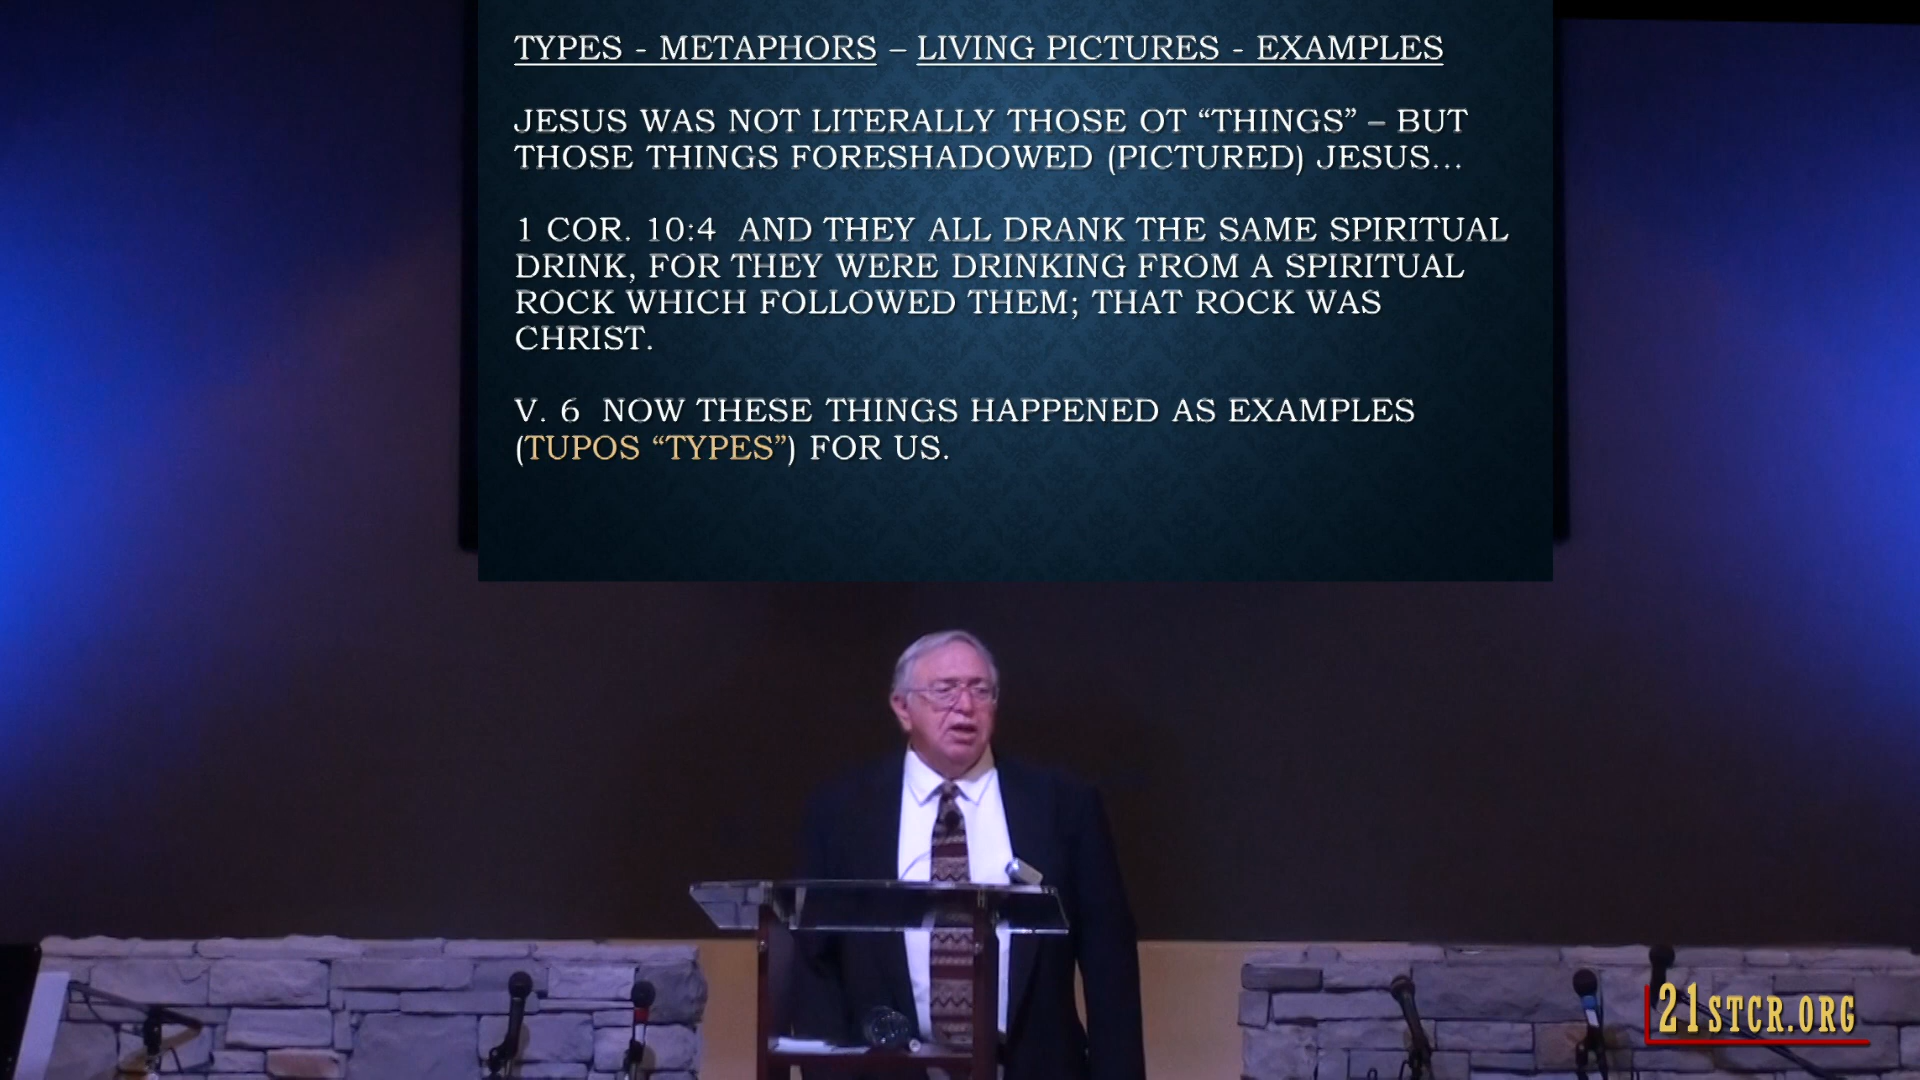 TYPES - METAPHORS – LIVING PICTURES - EXAMPLES
JESUS WAS NOT LITERALLY THOSE OT “THINGS” – BUT
THOSE THINGS FORESHADOWED (PICTURED) JESUS…
1 COR. 10:4 AND THEY ALL DRANK THE SAME SPIRITUAL
DRINK, FOR THEY WERE DRINKING FROM A SPIRITUAL
ROCK WHICH FOLLOWED THEM; THAT ROCK WAS
CHRIST.
V. 6 NOW THESE THINGS HAPPENED AS EXAMPLES
(TUPOS “TYPES”) FOR US.
21STCR.ORG